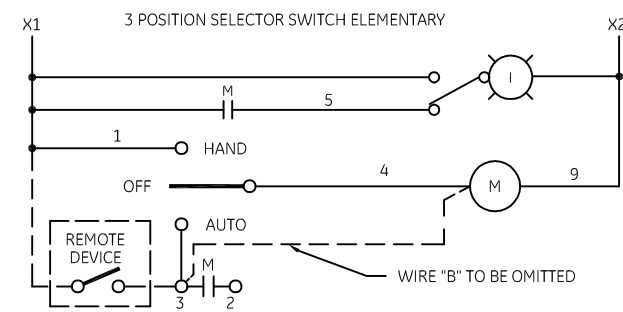 3 POSITION SELECTOR SWITCH ELEMENTARY
X1
X2
I
M
5
1
HAND
OFF
4
M
9
AUTO
REMOTE
DEVICE
M
3
2
WIRE "B" TO BE OMITTED